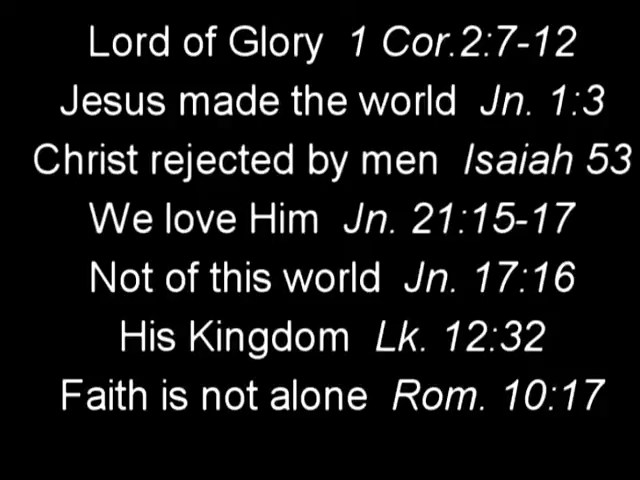 Lord of Glory 1 Cor.2:7-12
Jesus made the world Jn. 1:3
Christ rejected by men Isaiah 53
We love Him Jn. 21:15-17
Not of this world Jn. 17:16
His Kingdom Lk. 12:32
Faith is not alone Rom. 10:17